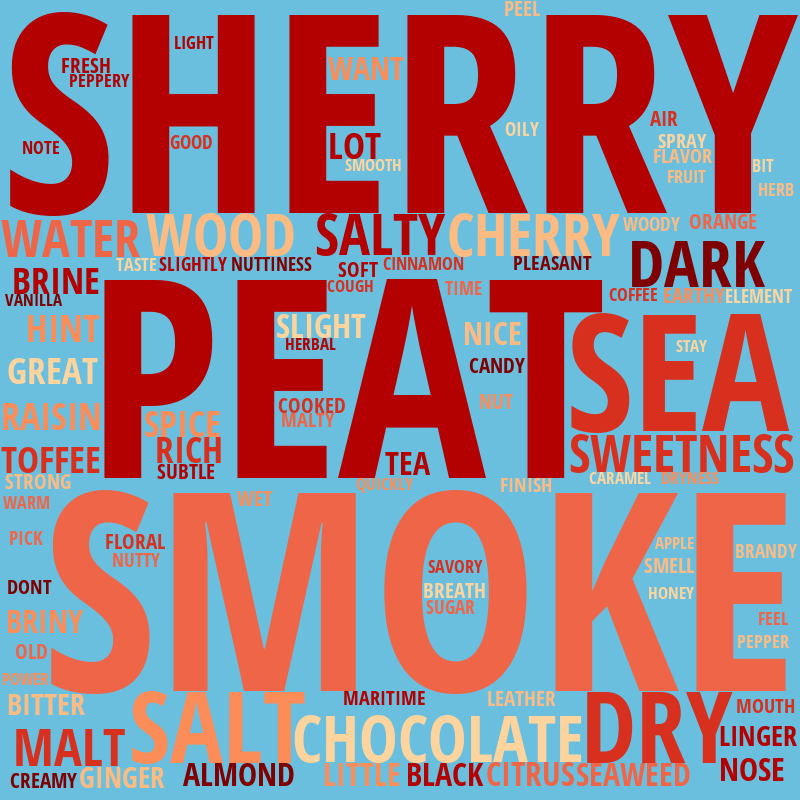 PEEL
SHERRY
LIGHT
FRESH
PEPPERY
WANT
NOTE
GOOD
LOT
SMOOTH
OILY
AIR
SPRAY
FLAVOR
FRUIT
BIT
HERB
WATER
WOOD
SALTY
CHERRY
WOODY
ORANGE
TASTE
SLIGHTLY
NUTTINESS
SOFT
CINNAMON
PLEASANT
DARK
BRINE
VANILLA
COUGH
TIME
COFFEE
EARTHY
ELEMENT
PEAT
HINT
SLIGHT
HERBAL
NICE
SEA
STAY
GREAT
CANDY
RAISIN
SPICE
COOKED
MALTY
NUT
TOFFEE
RICH
SUBTLE
TEA
SWEETNESS
STRONG
QUICKLY
FINISH
CARAMEL
DRYNESS
WARM
WET
SMOKE
PICK
FLORAL
NUTTY
APPLE
BRANDY
SAVORY
SMELL
DONT
BREATH
HONEY
SUGAR
BRINY
FEEL
PEPPER
OLD
POWER
BITTER
SALT
MARITIME
LEATHER
DRY
MOUTH
MALT
CHOCOLATE
LINGER
CREAMY
GINGER
ALMOND
LITTLE
BLACK
CITRUS
SEAWEED
NOSE